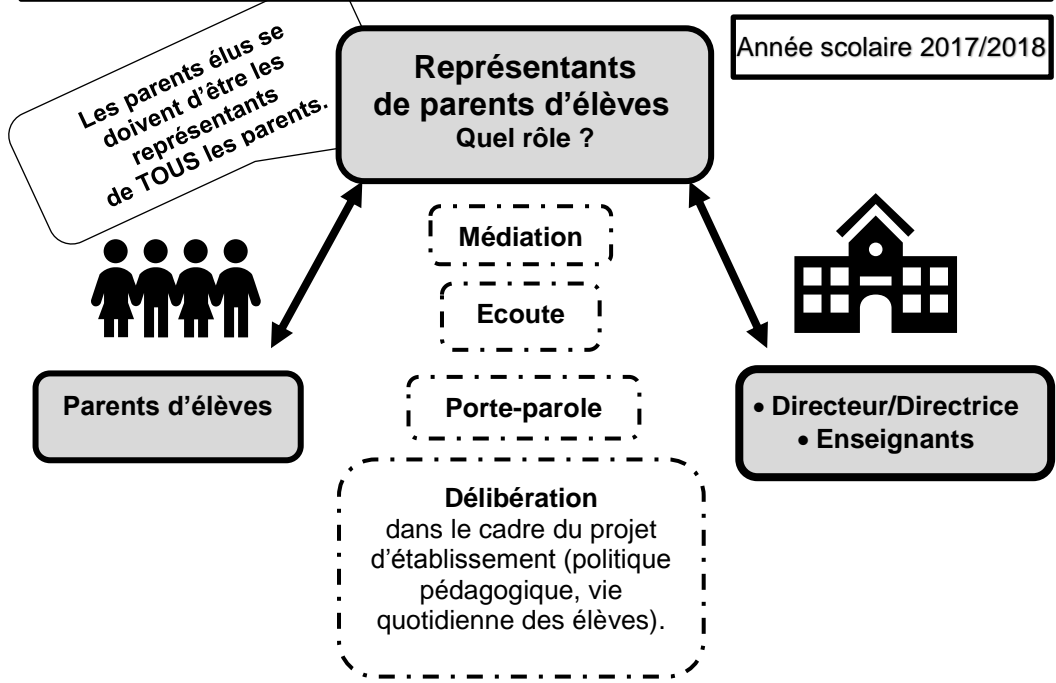 Les parents élus se
doivent d'être les
représentants
de TOUS les parents.
Représentants
de parents d'élèves
Quel rôle ?
Année scolaire 2017/2018
Médiation
Ecoute
Porte-parole
Parents d'élèves
• Directeur/Directrice
• Enseignants
Délibération
dans le cadre du projet
d'établissement (politique
pédagogique, vie
quotidienne des élèves).